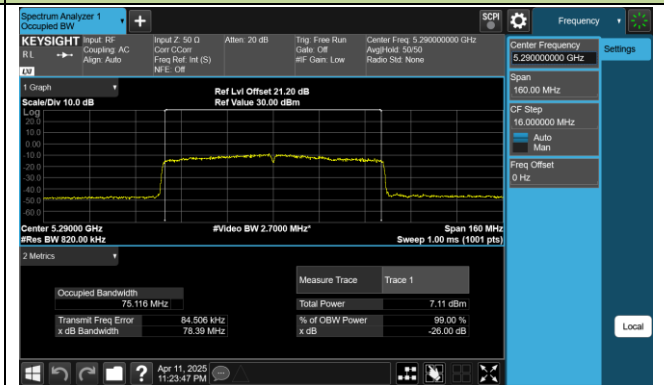 Spectrum Analyzer 1
Occupied BW
SCPI
Frequency
KEYSIGHT
Input: RF
Coupling: AC
Align: Auto
Input Z: 50 Ω
Corr CCorr
Freq Ref: Int (S)
NFE: Off
Atten: 20 dB
Trig: Free Run
Gate: Off
#IF Gain: Low
Center Freq: 5.290000000 GHz
Avg|Hold: 50/50
Radio Std: None
RL
LXI
Center Frequency
5.290000000 GHz
Settings
Span
160.00 MHz
CF Step
16.000000 MHz
Auto
Man
Freq Offset
0 Hz
1 Graph
Scale/Div 10.0 dB
Ref Lvl Offset 21.20 dB
Ref Value 30.00 dBm
Log
20.0
10.0
0.00
-10.0
-20.0
-30.0
-40.0
-50.0
-60.0
Center 5.29000 GHz
#Res BW 820.00 kHz
#Video BW 2.7000 MHz*
Span 160 MHz
Sweep 1.00 ms (1001 pts)
2 Metrics
Measure Trace
Trace 1
Occupied Bandwidth
75.116 MHz
Total Power
7.11 dBm
Transmit Freq Error
84.506 kHz
% of OBW Power
99.00 %
x dB Bandwidth
78.39 MHz
x dB
-26.00 dB
Local
?
Apr 11, 2025
11:23:47 PM